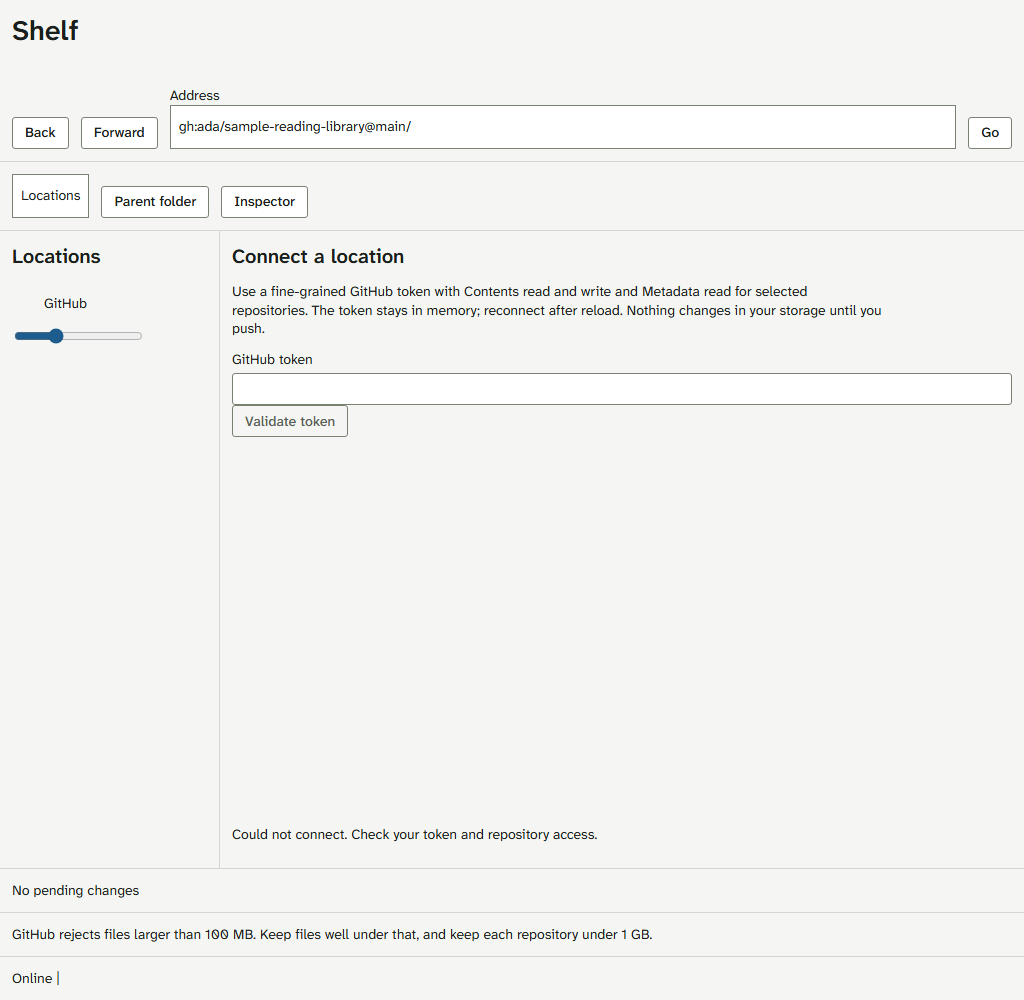 Shelf
Address
Back
Forward
gh:ada/sample-reading-library@main/
Go
Locations
Parent folder
Inspector
Locations
GitHub
Connect a location
Use a fine-grained GitHub token with Contents read and write and Metadata read for selected
repositories. The token stays in memory; reconnect after reload. Nothing changes in your storage until you
push.
GitHub token
Validate token
Could not connect. Check your token and repository access.
No pending changes
GitHub rejects files larger than 100 MB. Keep files well under that, and keep each repository under 1 GB.
Online